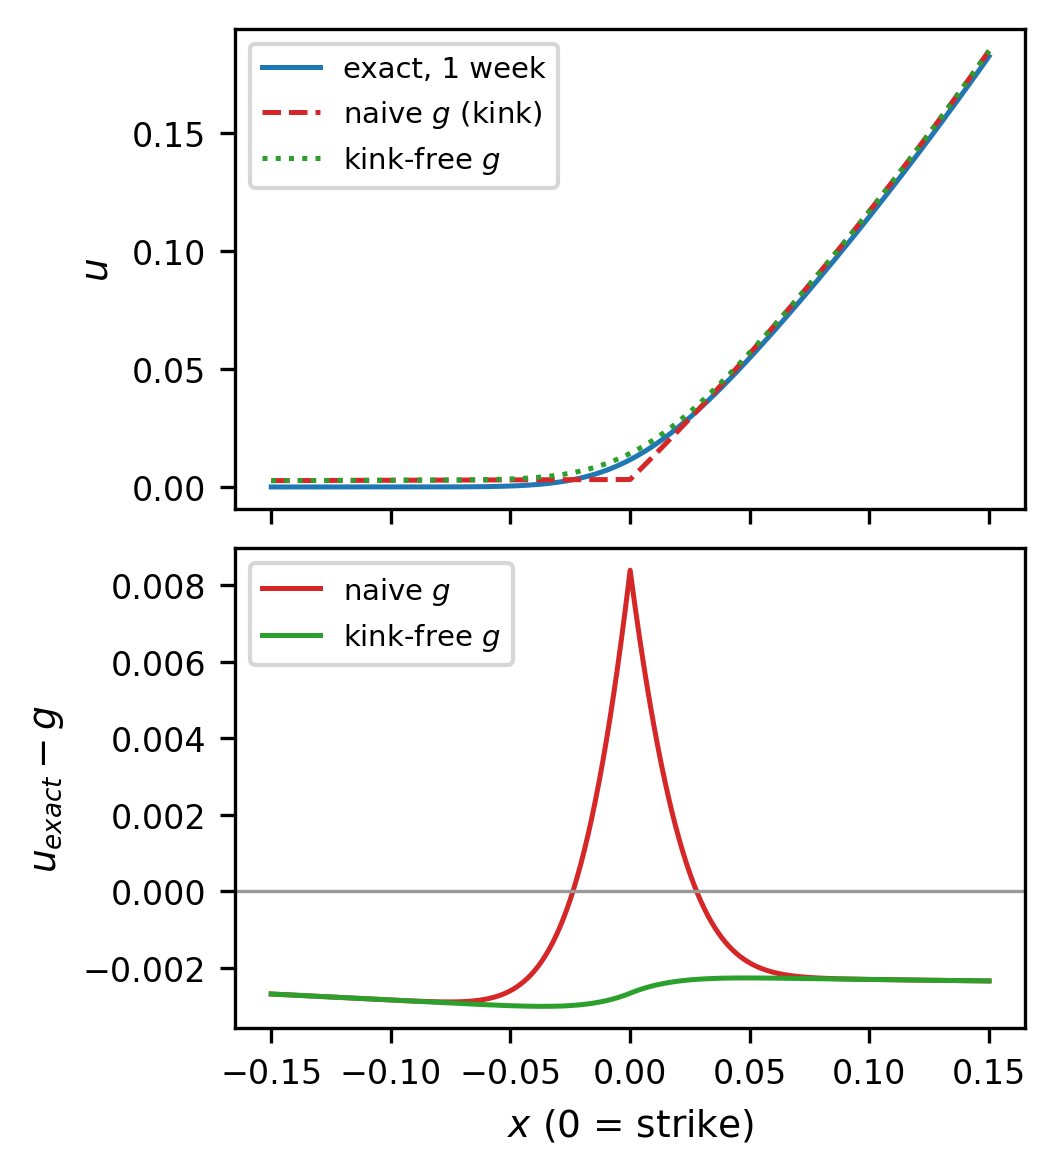 exact, 1 week
naive g (kink)
kink-free g
0.15
0.10
0.05
0.00
u
naive g
kink-free g
0.008
0.006
0.004
0.002
0.000
−0.002
u_exact − g
−0.15 −0.10 −0.05 0.00 0.05 0.10 0.15
x (0 = strike)